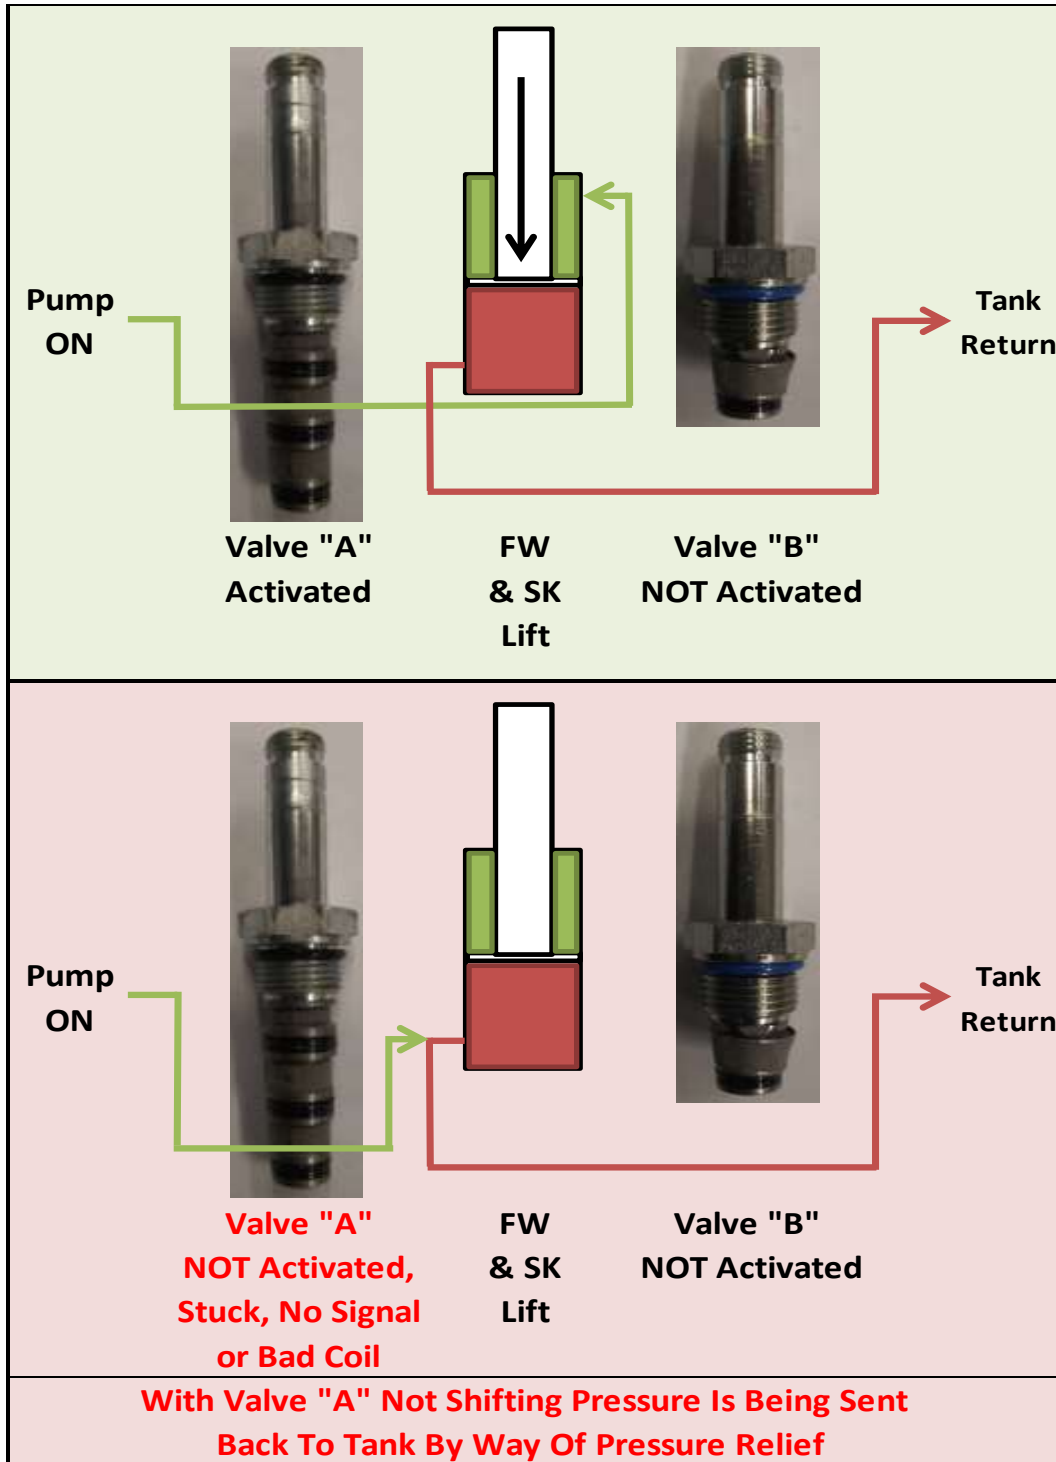 Pump
ON
Tank
Return
Valve "A"
Activated
FW
& SK
Lift
Valve "B"
NOT Activated
Pump
ON
Tank
Return
Valve "A"
NOT Activated,
Stuck, No Signal
or Bad Coil
FW
& SK
Lift
Valve "B"
NOT Activated
With Valve "A" Not Shifting Pressure Is Being Sent
Back To Tank By Way Of Pressure Relief